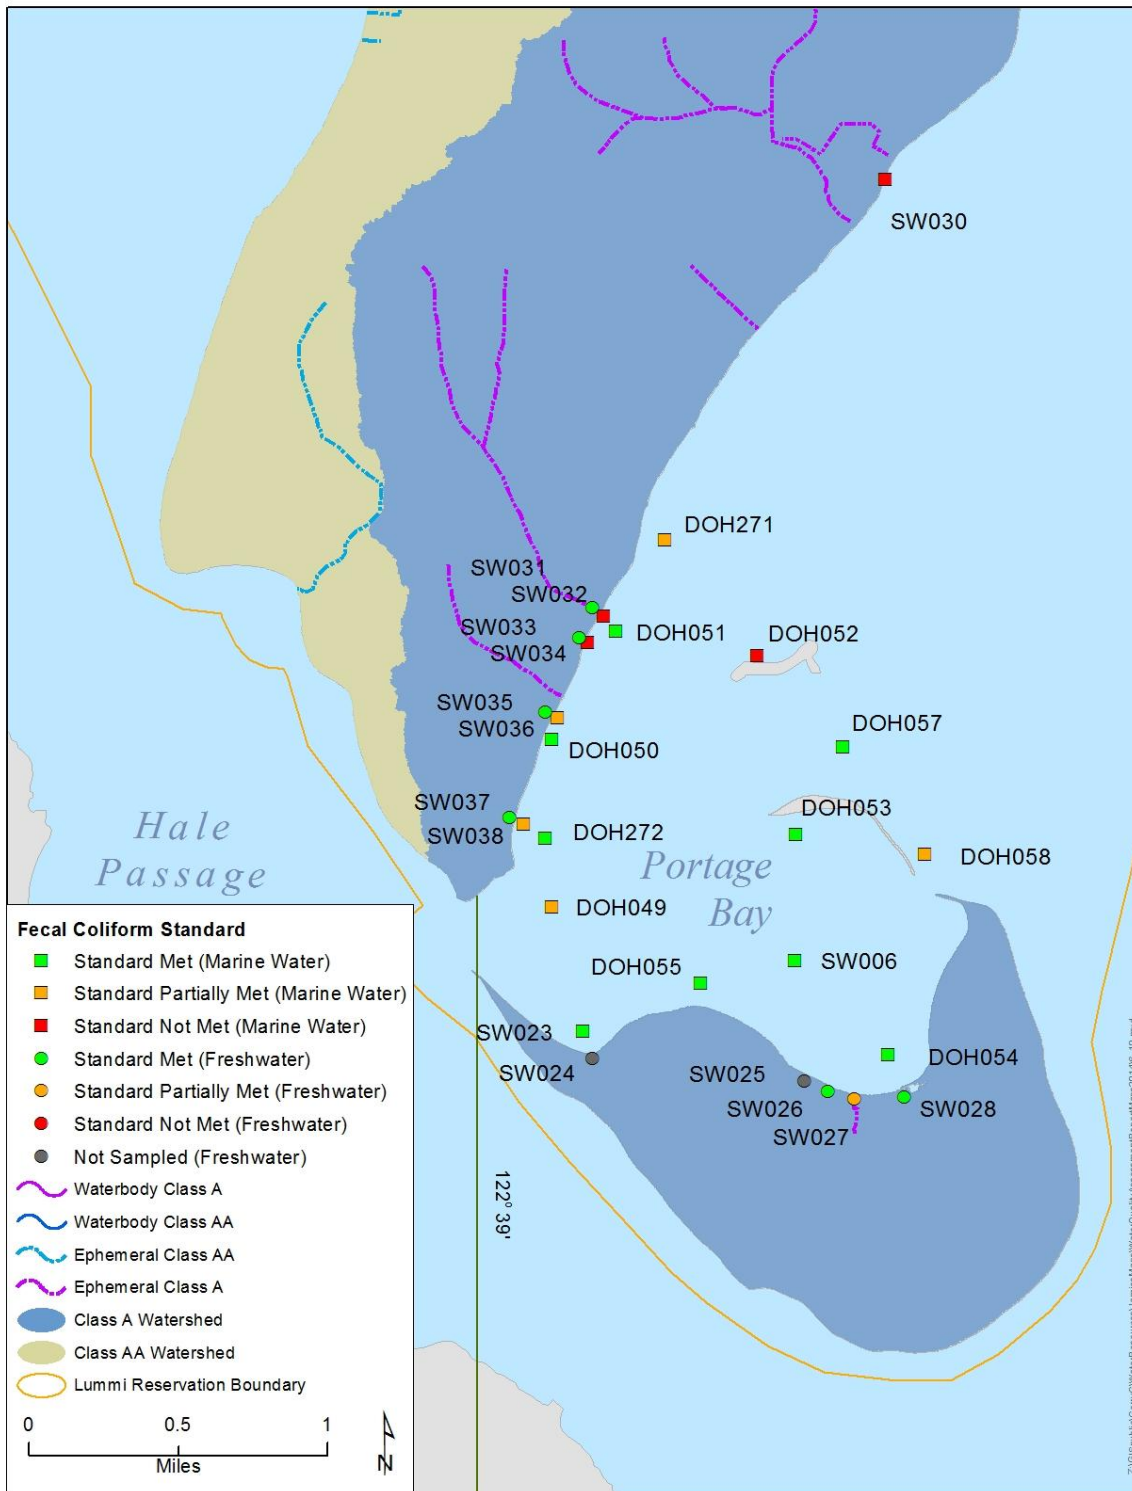 SW030
DOH271
SW031
SW032
SW033
DOH051
DOH052
SW034
SW035
SW036
DOH050
DOH057
SW037
SW038
DOH272
DOH053
DOH058
Hale
Passage
Portage
Bay
DOH049
SW006
DOH055
SW023
SW024
DOH054
SW025
SW026
SW028
SW027
122° 39'
Fecal Coliform Standard
Standard Met (Marine Water)
Standard Partially Met (Marine Water)
Standard Not Met (Marine Water)
Standard Met (Freshwater)
Standard Partially Met (Freshwater)
Standard Not Met (Freshwater)
Not Sampled (Freshwater)
Waterbody Class A
Waterbody Class AA
Ephemeral Class AA
Ephemeral Class A
Class A Watershed
Class AA Watershed
Lummi Reservation Boundary
0 0.5 1
Miles
N